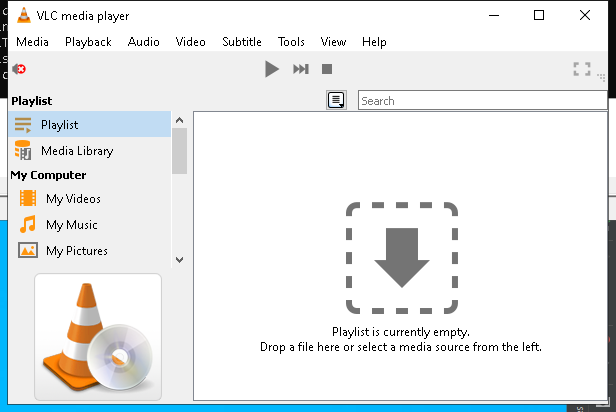 VLC media player
Media Playback Audio Video Subtitle Tools View Help
Playlist
Search
Playlist
Media Library
My Computer
My Videos
My Music
My Pictures
Playlist is currently empty.
Drop a file here or select a media source from the left.